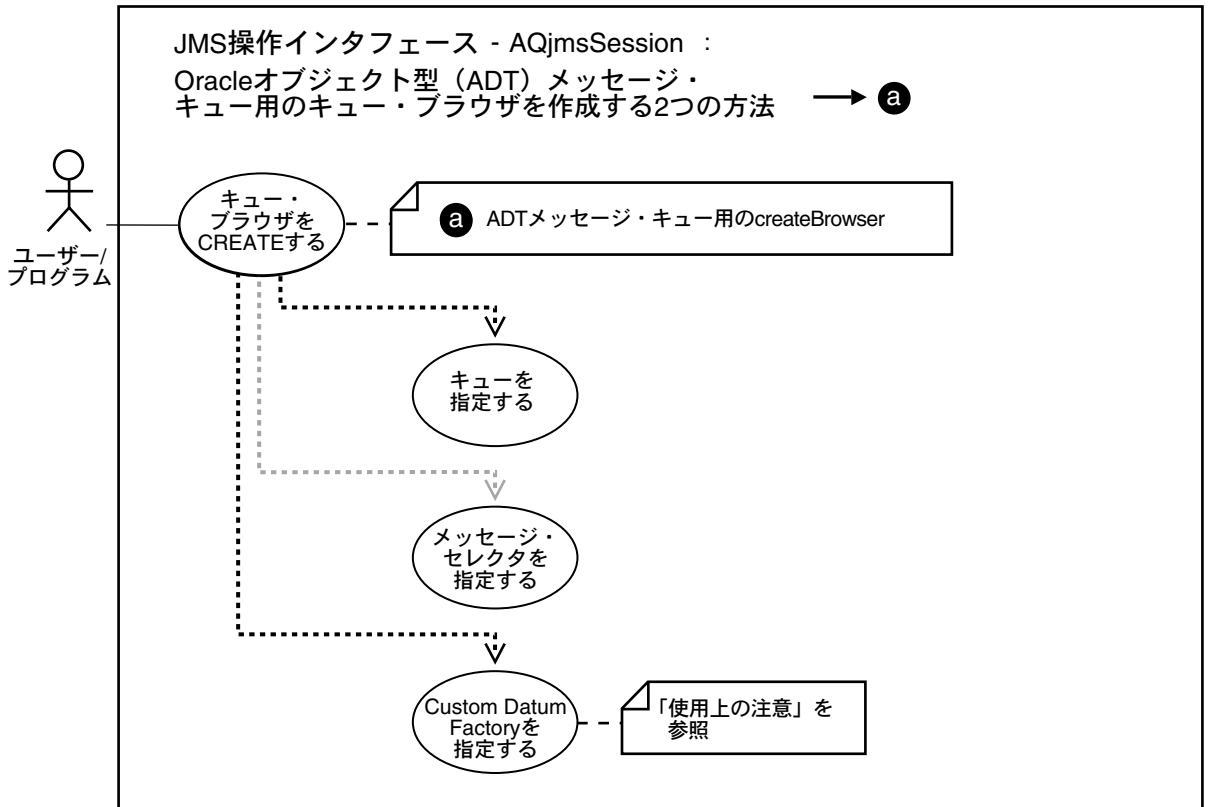 JMS操作インタフェース - AQjmsSession :
Oracleオブジェクト型（ADT）メッセージ・
キュー用のキュー・ブラウザを作成する2つの方法
a
ユーザー/
プログラム
キュー・
ブラウザを
CREATEする
a ADTメッセージ・キュー用のcreateBrowser
キューを
指定する
メッセージ・
セレクタを
指定する
Custom Datum
Factoryを
指定する
「使用上の注意」を
参照